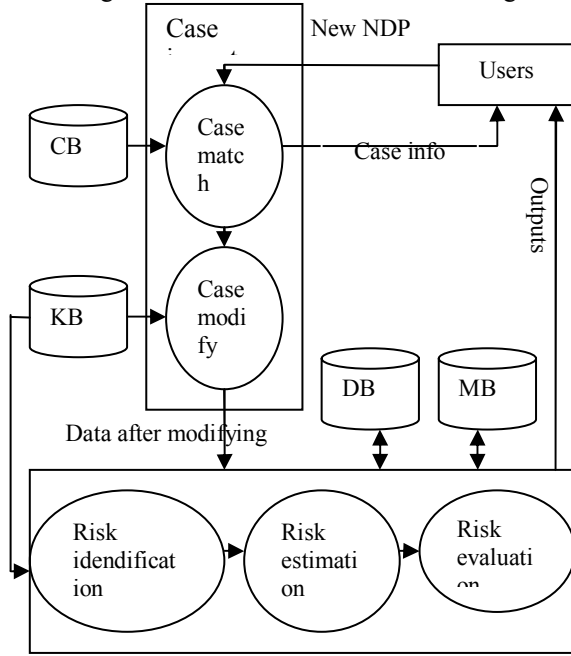 Case
New NDP
Users
CB
Case
matc
h
Case info
Outputs
KB
Case
modi
fy
DB
MB
Data after modifying
Risk
idendificat
ion
Risk
estimati
on
Risk
evaluati
on